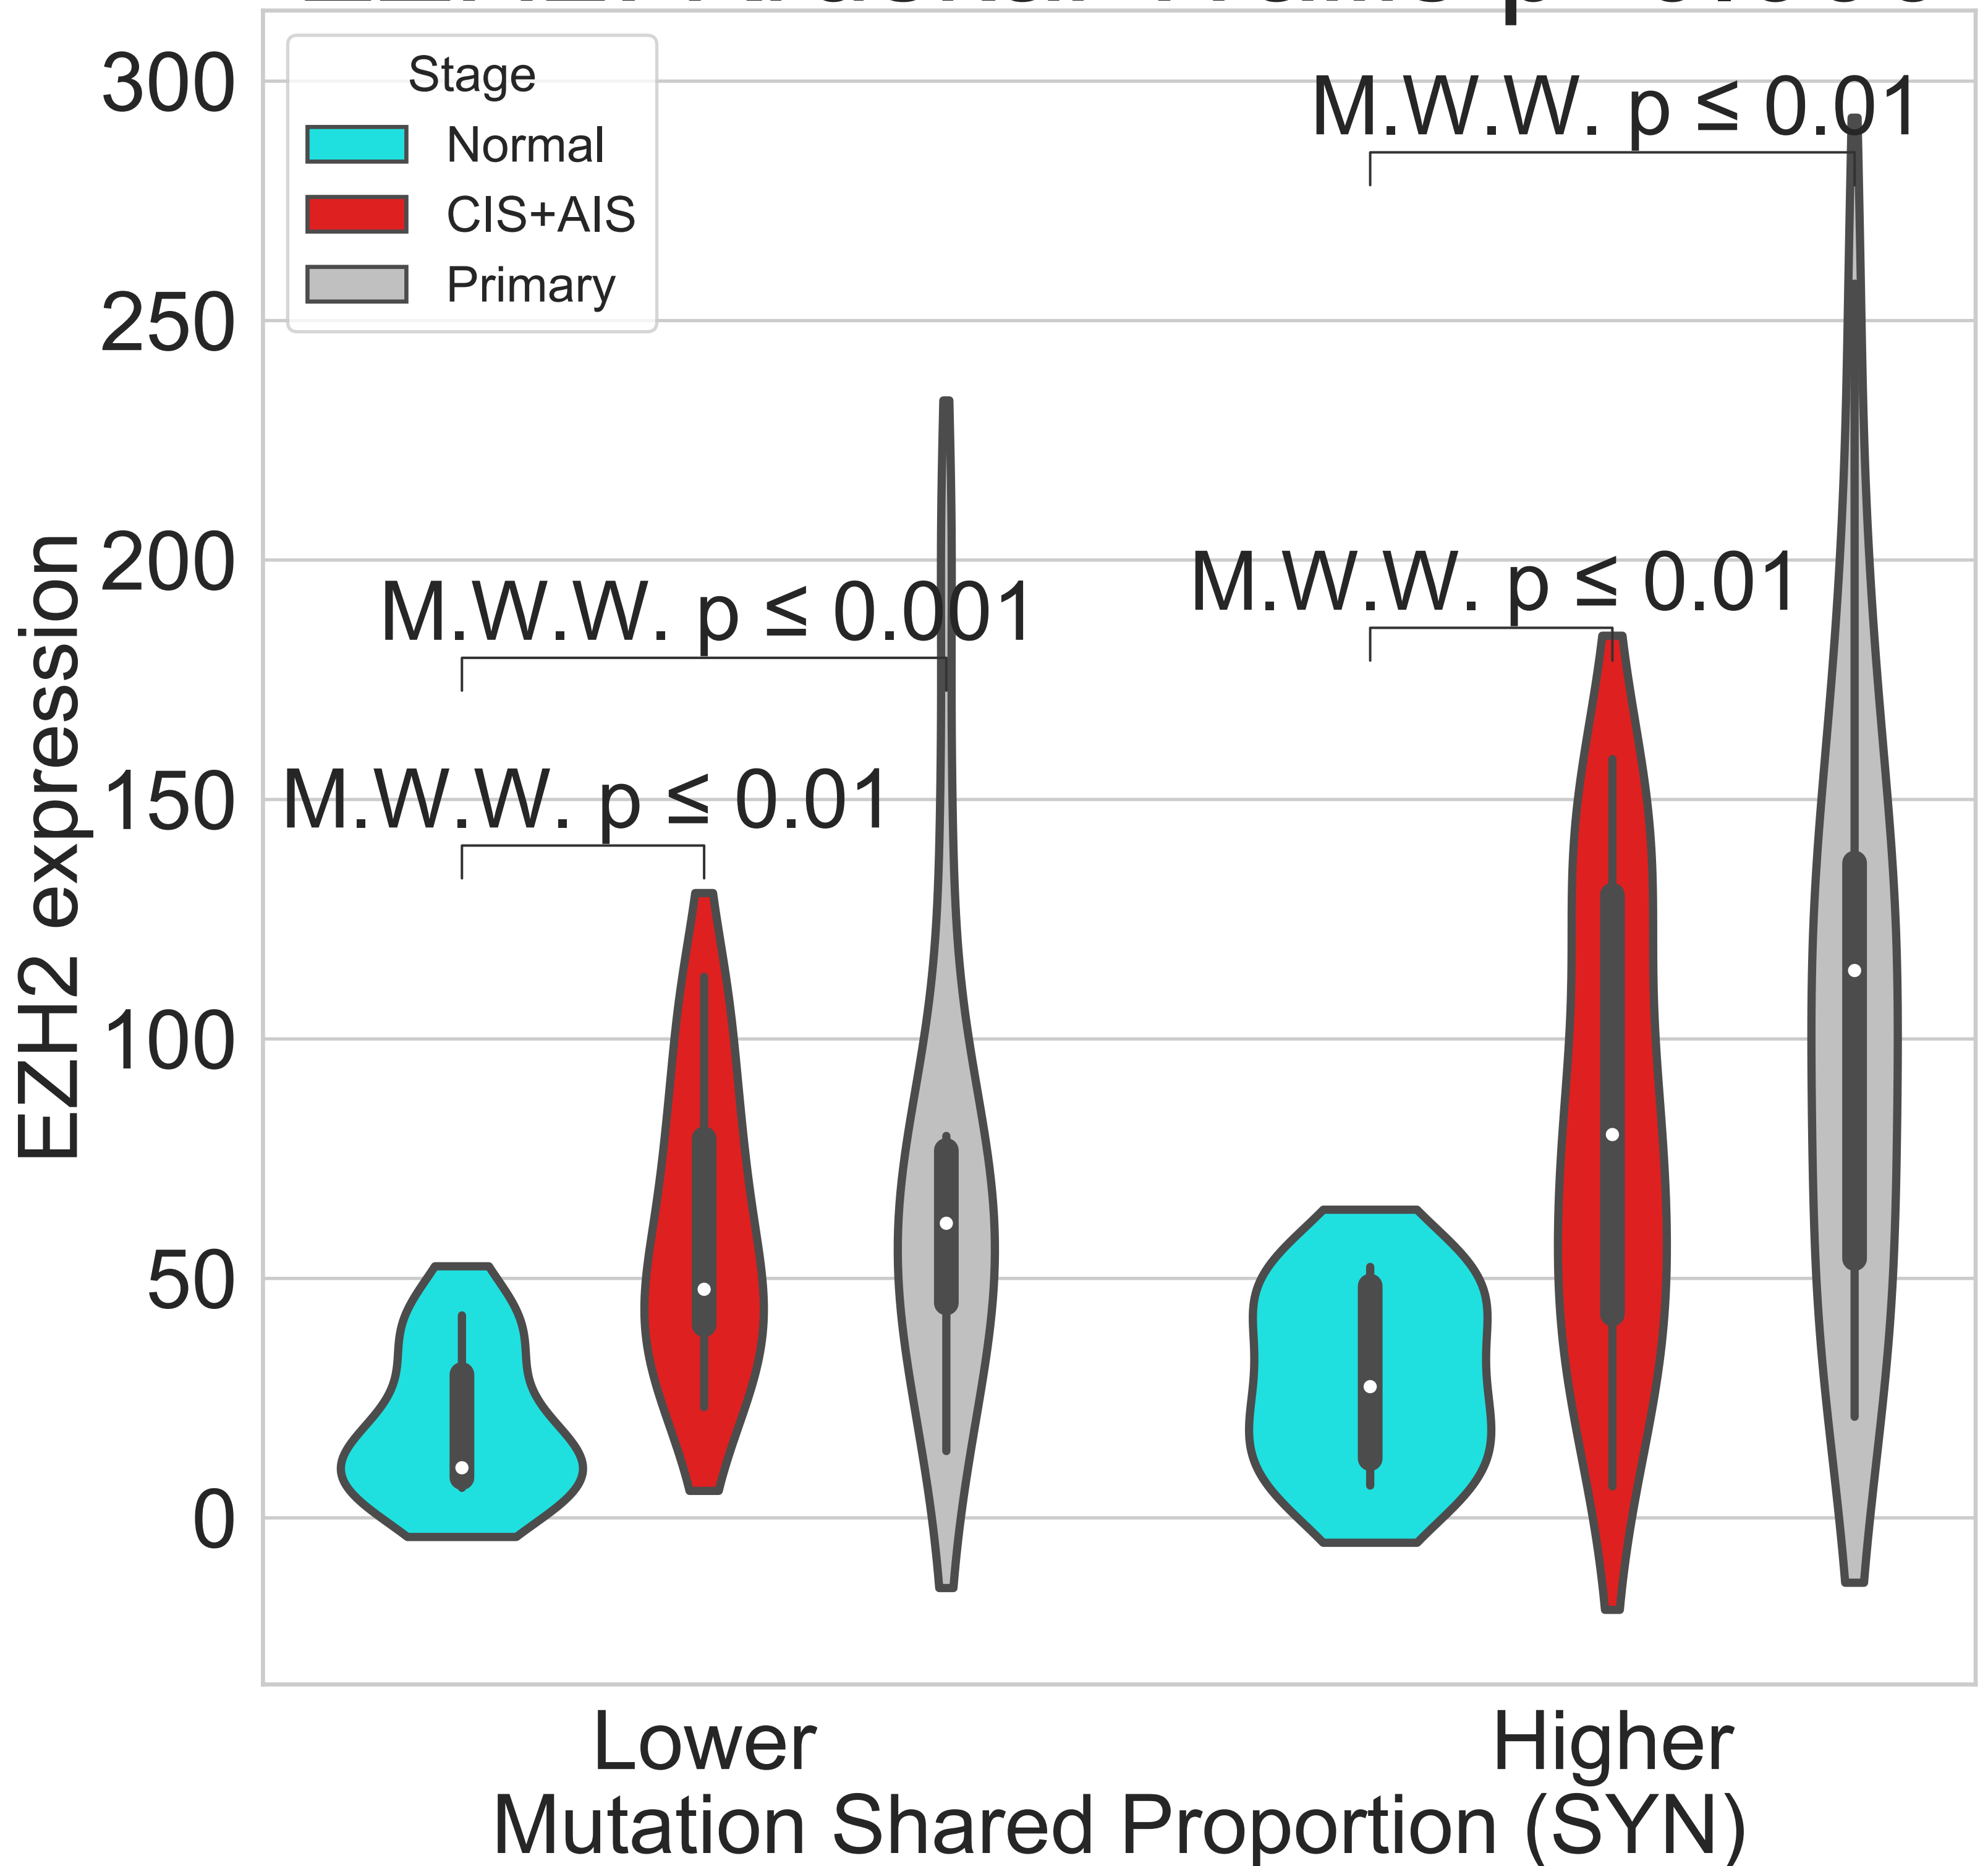 300
250
200
150
100
50
0
EZH2 expression
Stage
Normal
CIS+AIS
Primary
M.W.W. p ≤ 0.01
M.W.W. p ≤ 0.01
M.W.W. p ≤ 0.001
M.W.W. p ≤ 0.01
Lower
Higher
Mutation Shared Proportion (SYN)